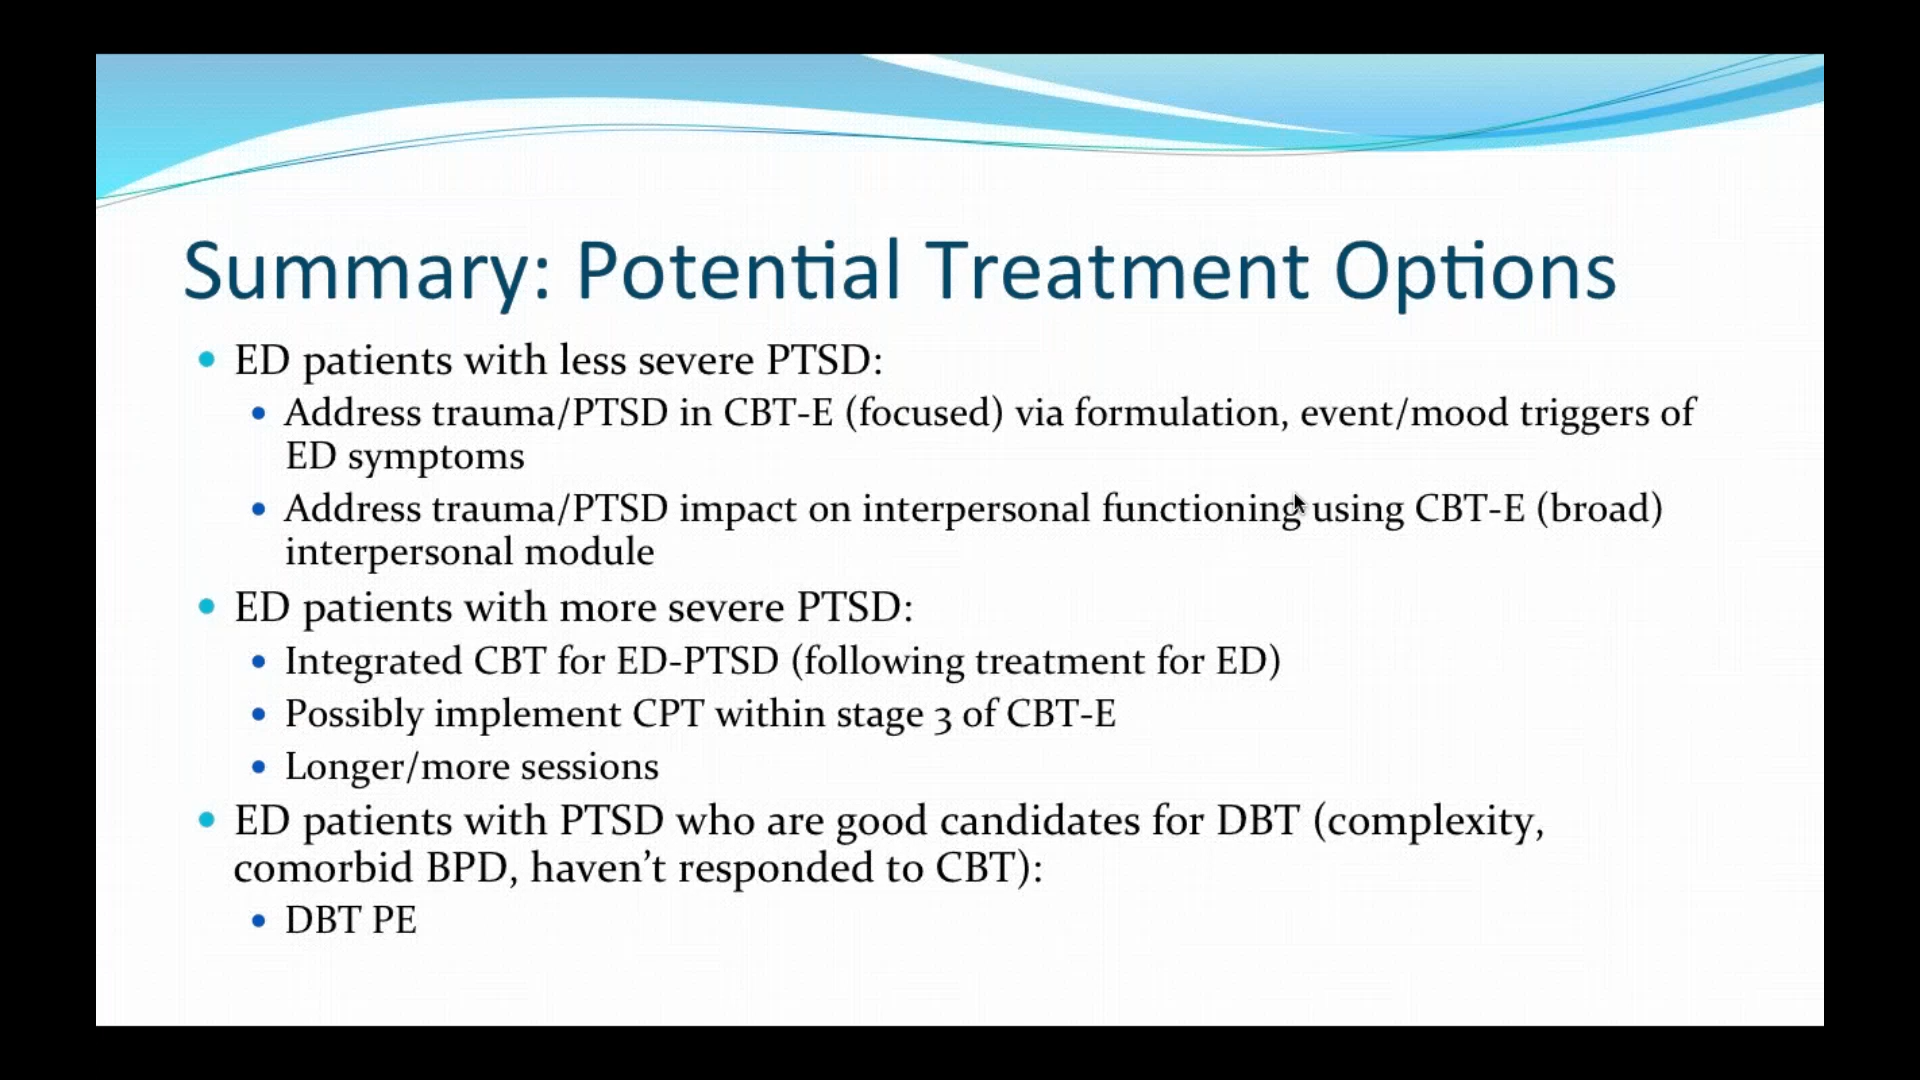 Summary: Potential Treatment Options
• ED patients with less severe PTSD:
• Address trauma/PTSD in CBT-E (focused) via formulation, event/mood triggers of
ED symptoms
• Address trauma/PTSD impact on interpersonal functioning using CBT-E (broad)
interpersonal module
• ED patients with more severe PTSD:
• Integrated CBT for ED-PTSD (following treatment for ED)
• Possibly implement CPT within stage 3 of CBT-E
• Longer/more sessions
• ED patients with PTSD who are good candidates for DBT (complexity,
comorbid BPD, haven’t responded to CBT):
• DBT PE